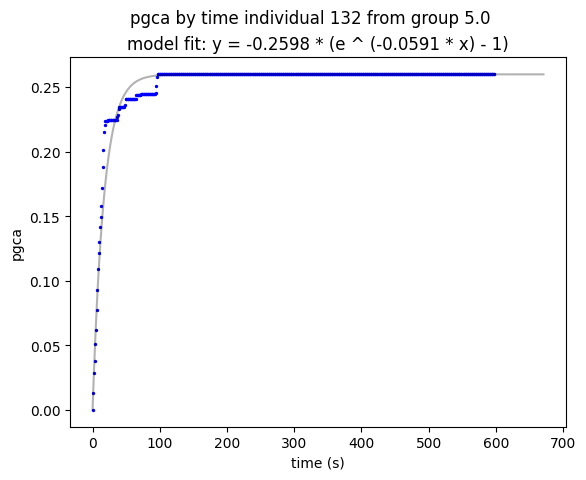 pgca by time individual 132 from group 5.0
model fit: y = -0.2598 * (e ^ (-0.0591 * x) - 1)
0.25
0.20
0.15
0.10
0.05
0.00
pgca
0 100 200 300 400 500 600 700
time (s)